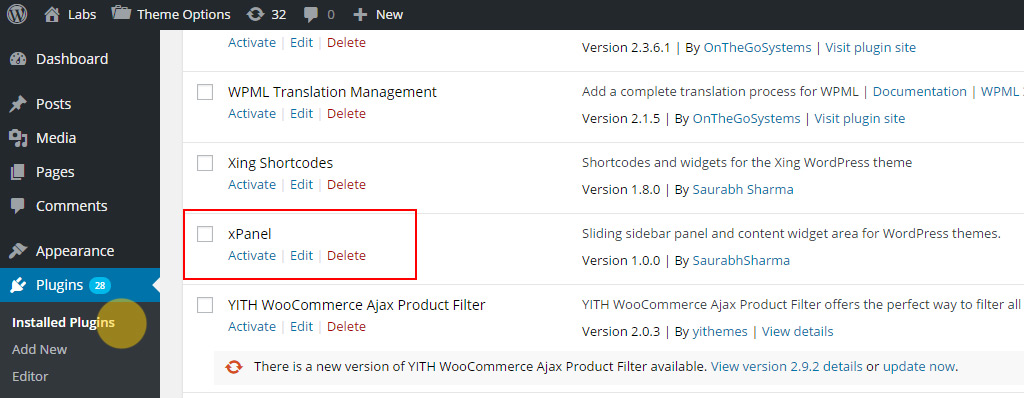 Labs Theme Options 32 0 + New
Dashboard
Posts
Media
Pages
Comments
Appearance
Plugins 28
Installed Plugins
Add New
Editor
Activate | Edit | Delete
Version 2.3.6.1 | By OnTheGoSystems | Visit plugin site
WPML Translation Management
Add a complete translation process for WPML | Documentation | WPML
Activate | Edit | Delete
Version 2.1.5 | By OnTheGoSystems | Visit plugin site
Xing Shortcodes
Shortcodes and widgets for the Xing WordPress theme
Activate | Edit | Delete
Version 1.8.0 | By Saurabh Sharma
xPanel
Sliding sidebar panel and content widget area for WordPress themes.
Activate | Edit | Delete
Version 1.0.0 | By SaurabhSharma
YITH WooCommerce Ajax Product Filter
YITH WooCommerce Ajax Product Filter offers the perfect way to filter all
Activate | Edit | Delete
Version 2.0.3 | By yithemes | View details
There is a new version of YITH WooCommerce Ajax Product Filter available. View version 2.9.2 details or update now.